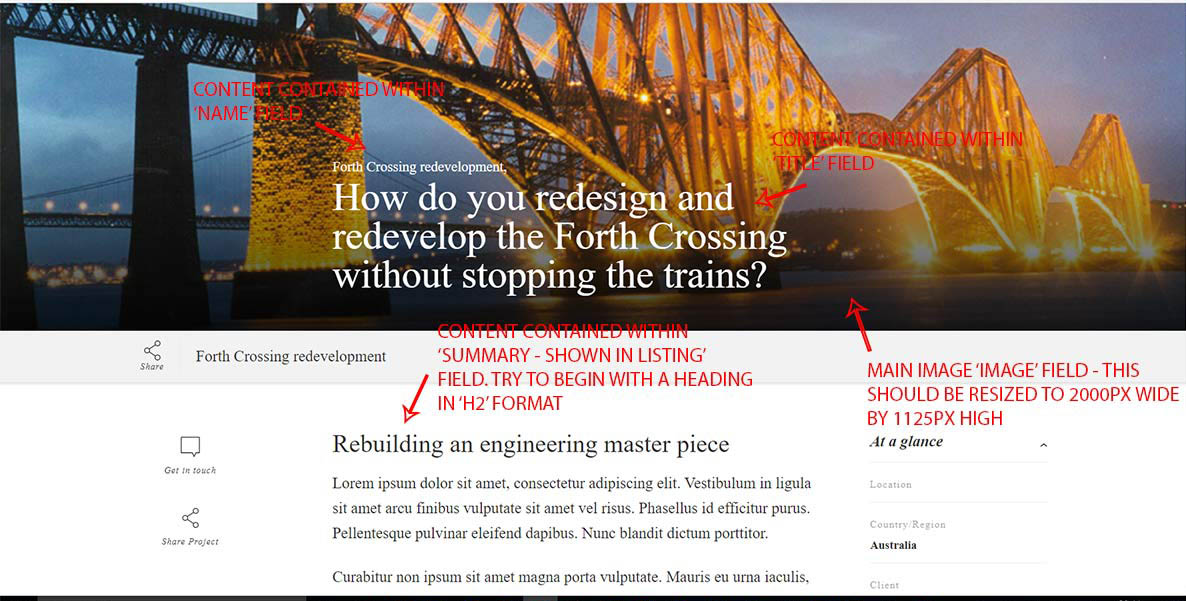 CONTENT CONTAINED WITHIN
‘NAME’ FIELD
CONTENT CONTAINED WITHIN
‘TITLE’ FIELD
Forth Crossing redevelopment,
How do you redesign and
redevelop the Forth Crossing
without stopping the trains?
CONTENT CONTAINED WITHIN
‘SUMMARY - SHOWN IN LISTING’
FIELD. TRY TO BEGIN WITH A HEADING
IN ‘H2’ FORMAT
Share
Forth Crossing redevelopment
MAIN IMAGE ‘IMAGE’ FIELD - THIS
SHOULD BE RESIZED TO 2000PX WIDE
BY 1125PX HIGH
Get in touch
Share Project
Rebuilding an engineering master piece
Lorem ipsum dolor sit amet, consectetur adipiscing elit. Vestibulum in ligula
sit amet arcu finibus vulputate sit amet vel risus. Phasellus id efficitur purus.
Pellentesque pulvinar eleifend dapibus. Nunc blandit dictum porttitor.
Curabitur non ipsum sit amet magna porta vulputate. Mauris eu urna iaculis,
At a glance
Location
Country/Region
Australia
Client